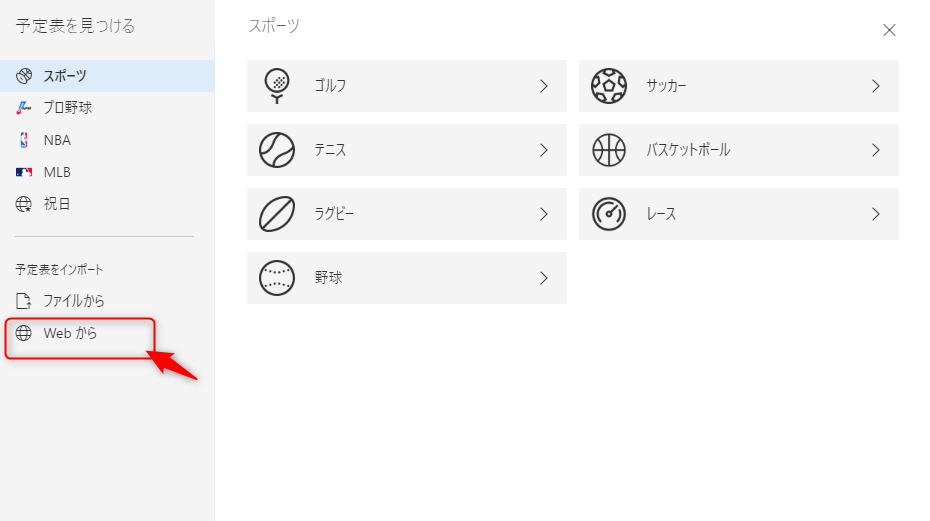 予定表を見つける
スポーツ
プロ野球
NBA
MLB
祝日
予定表をインポート
ファイルから
Web から
スポーツ
ゴルフ
サッカー
テニス
バスケットボール
ラグビー
レース
野球